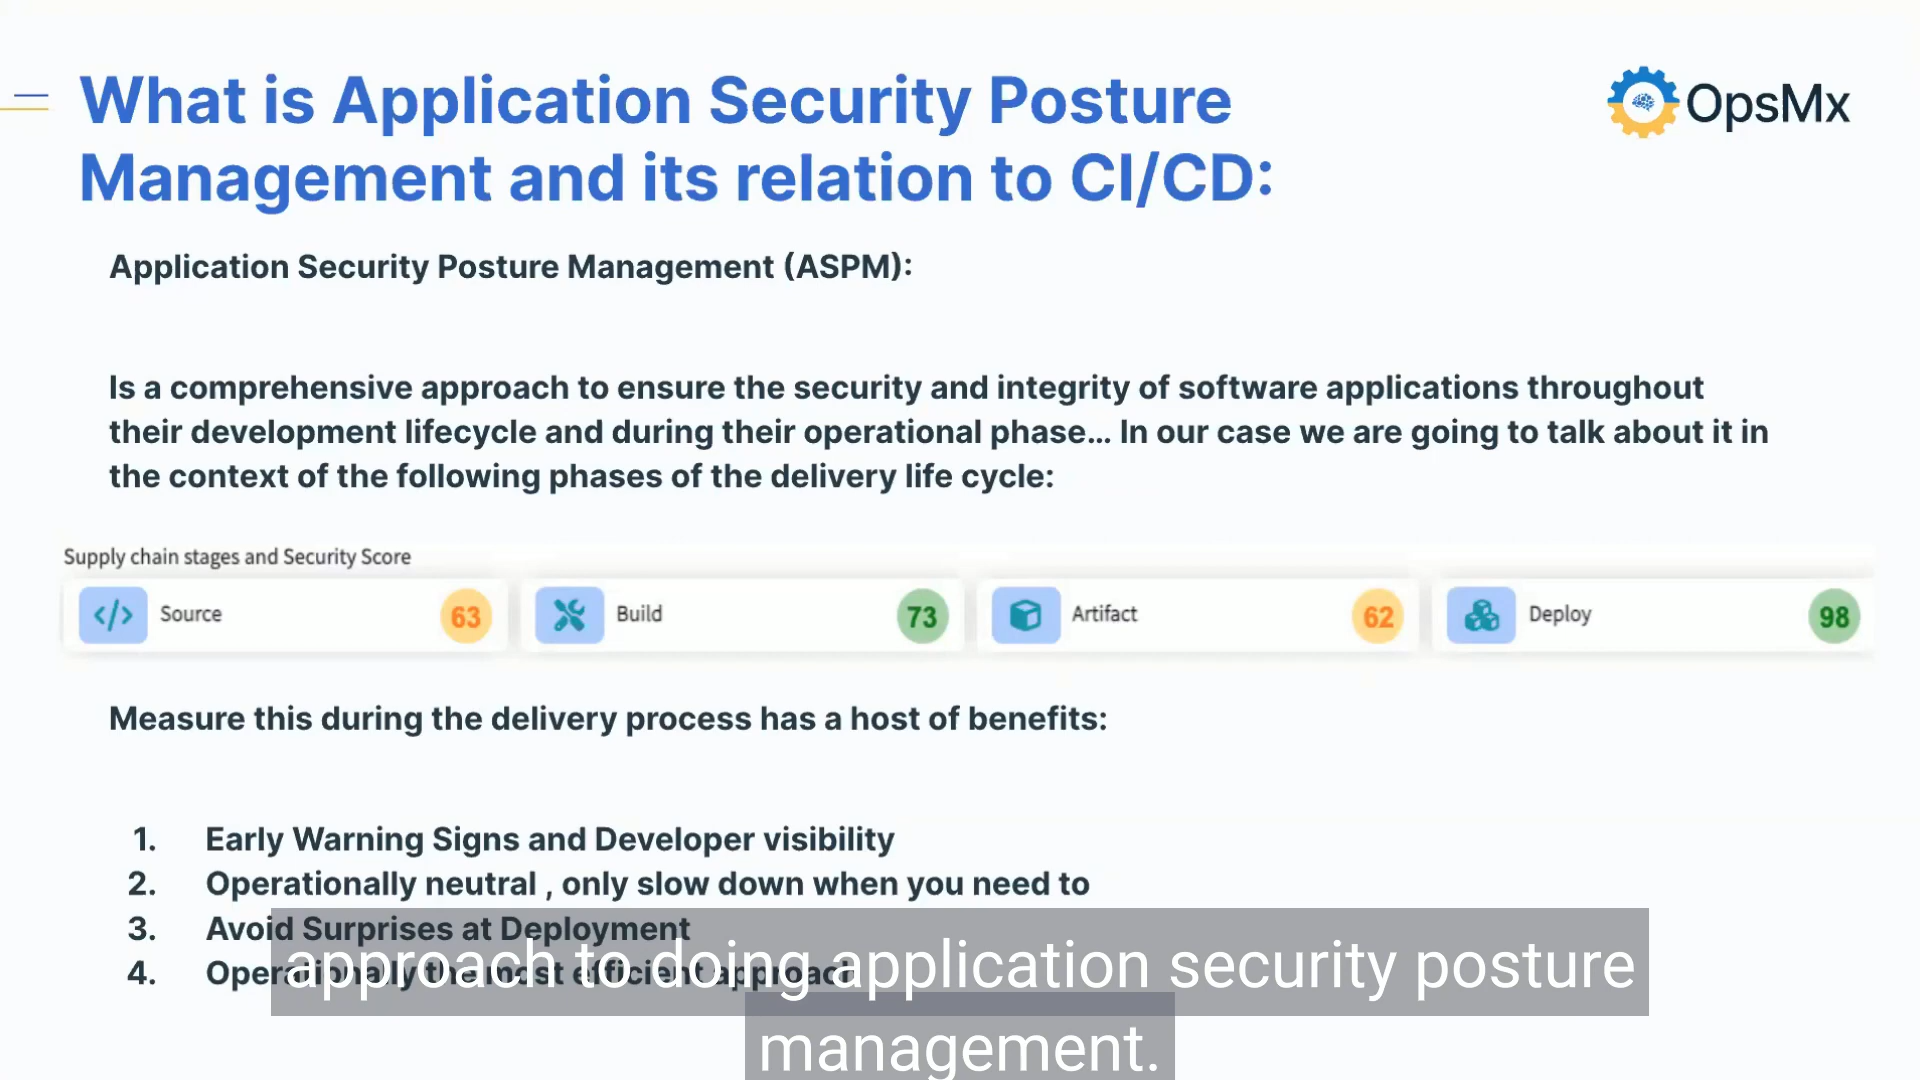 What is Application Security Posture
Management and its relation to CI/CD:
OpsMx
Application Security Posture Management (ASPM):
Is a comprehensive approach to ensure the security and integrity of software applications throughout
their development lifecycle and during their operational phase... In our case we are going to talk about it in
the context of the following phases of the delivery life cycle:
Supply chain stages and Security Score
Source 63 Build 73 Artifact 62 Deploy 98
Measure this during the delivery process has a host of benefits:
1. Early Warning Signs and Developer visibility
2. Operationally neutral , only slow down when you need to
3. Avoid Surprises at Deployment
4. Operationally the most efficient approach
approach to doing application security posture
management.